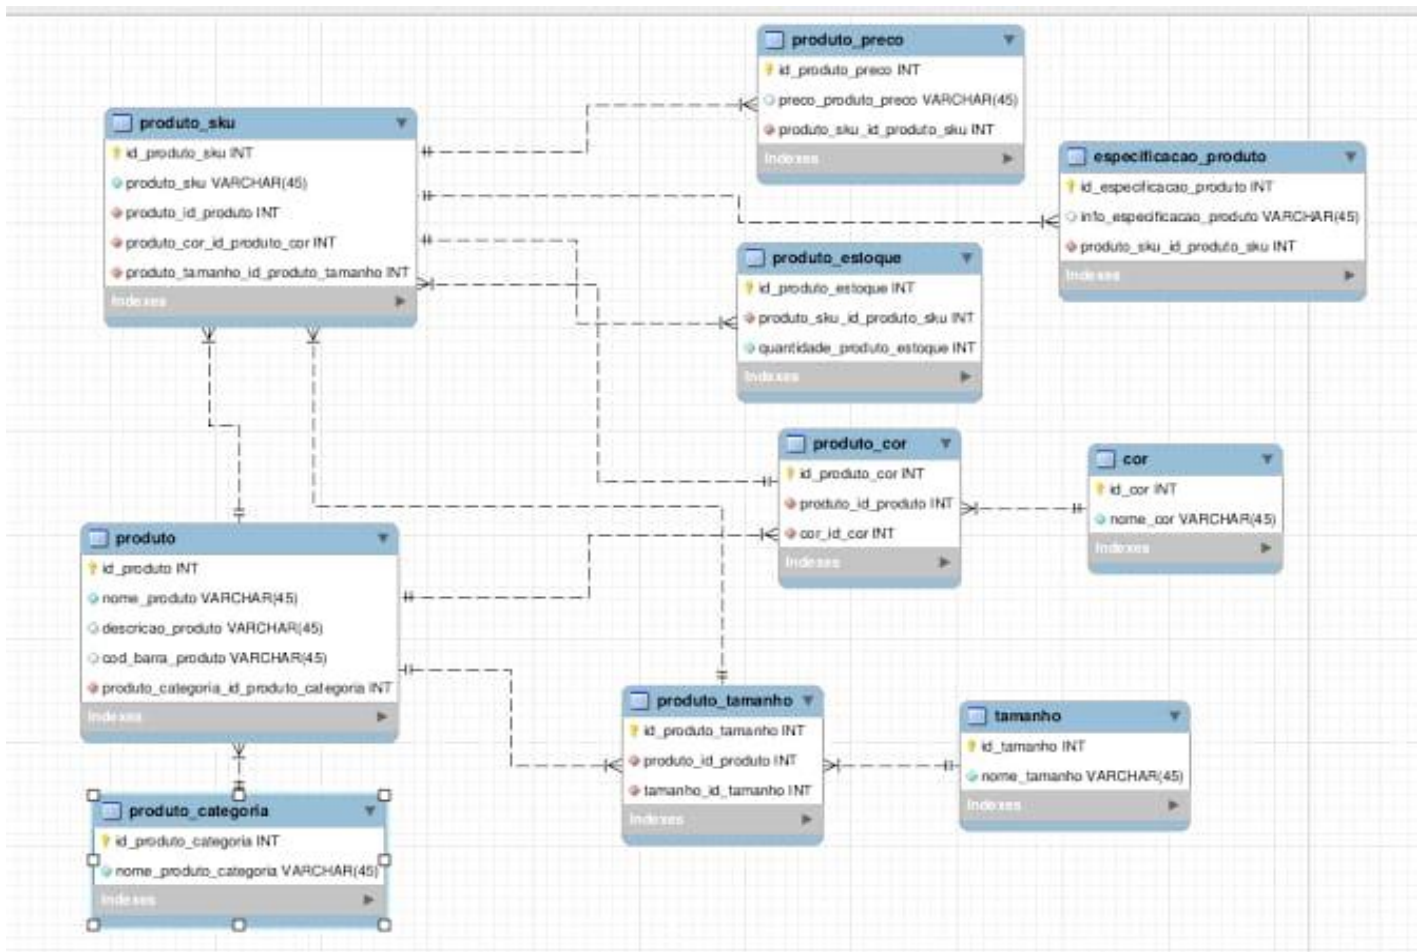 produto_preco
id_produto_preco INT
preco_produto_preco VARCHAR(45)
produto_sku_id_produto_sku INT
Indexes
produto_sku
id_produto_sku INT
produto_sku VARCHAR(45)
produto_id_produto INT
produto_cor_id_produto_cor INT
produto_tamanho_id_produto_tamanho INT
Indexes
especificacao_produto
id_especificacao_produto INT
info_especificacao_produto VARCHAR(45)
produto_sku_id_produto_sku INT
Indexes
produto_estoque
id_produto_estoque INT
produto_sku_id_produto_sku INT
quantidade_produto_estoque INT
Indexes
produto_cor
id_produto_cor INT
produto_id_produto INT
cor_id_cor INT
Indexes
cor
id_cor INT
nome_cor VARCHAR(45)
Indexes
produto
id_produto INT
nome_produto VARCHAR(45)
descricao_produto VARCHAR(45)
cod_barra_produto VARCHAR(45)
produto_categoria_id_produto_categoria INT
Indexes
produto_tamanho
id_produto_tamanho INT
produto_id_produto INT
tamanho_id_tamanho INT
Indexes
tamanho
id_tamanho INT
nome_tamanho VARCHAR(45)
Indexes
produto_categoria
id_produto_categoria INT
nome_produto_categoria VARCHAR(45)
Indexes